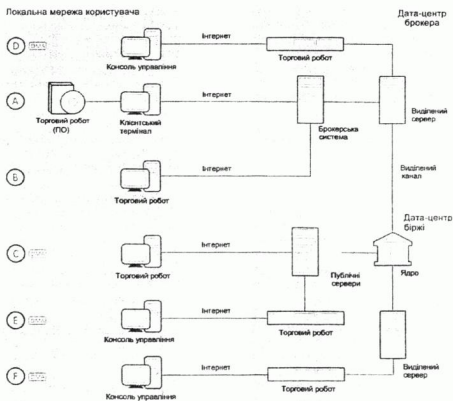 Локальна мережа користувача
Дата-центр
брокера
D
Інтернет
Консоль управління
Торговий робот
A
Інтернет
Торговий робот
(ПО)
Клієнтський
термінал
Брокерська
система
Виділений
сервер
Б
Інтернет
Торговий робот
Виділений
канал
Дата-центр
біржі
C
Інтернет
Торговий робот
Публічні
сервери
Ядро
E
Інтернет
Консоль управління
Торговий робот
F
Інтернет
Консоль управління
Торговий робот
Виділений
сервер